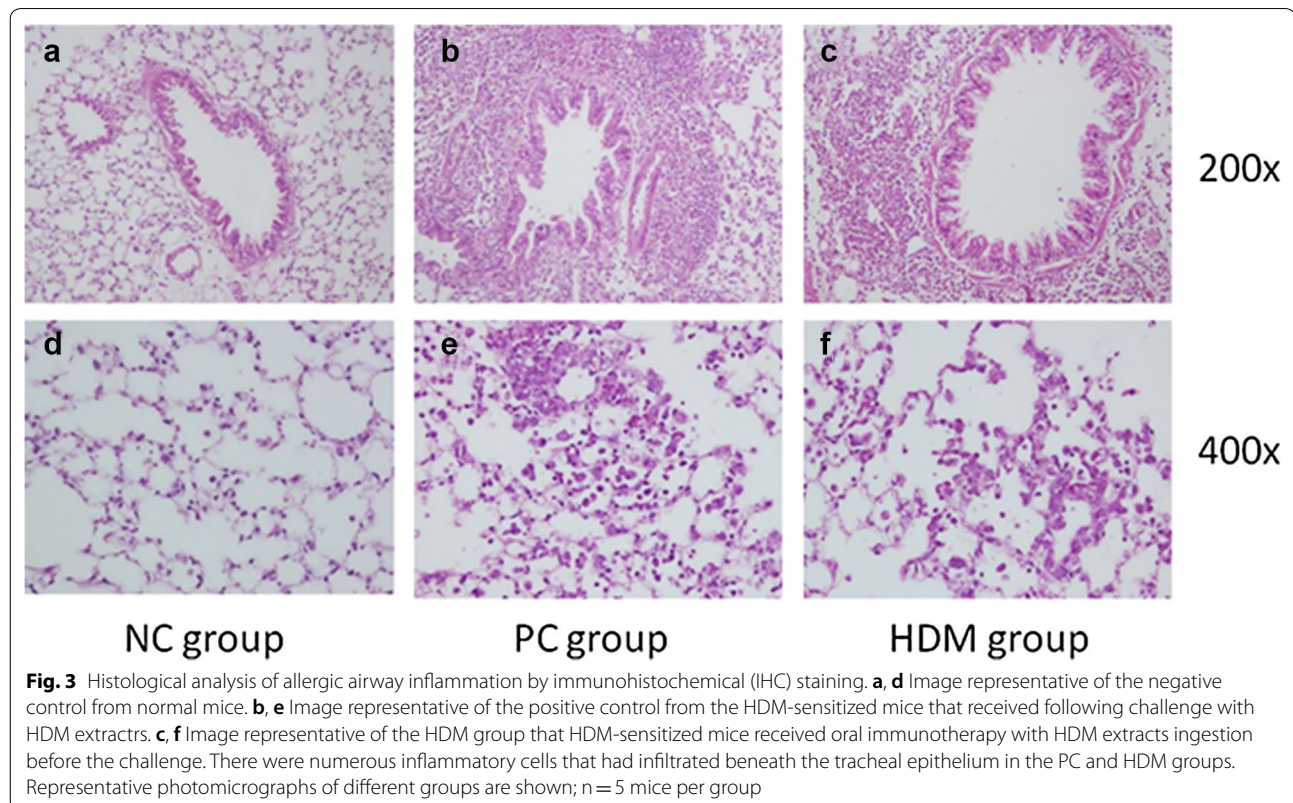 a
b
c
200x
d
e
f
400x
NC group
PC group
HDM group
Fig. 3 Histological analysis of allergic airway inflammation by immunohistochemical (IHC) staining. a, d Image representative of the negative
control from normal mice. b, e Image representative of the positive control from the HDM-sensitized mice that received following challenge with
HDM extractrs. c, f Image representative of the HDM group that HDM-sensitized mice received oral immunotherapy with HDM extracts ingestion
before the challenge. There were numerous inflammatory cells that had infiltrated beneath the tracheal epithelium in the PC and HDM groups.
Representative photomicrographs of different groups are shown; n = 5 mice per group